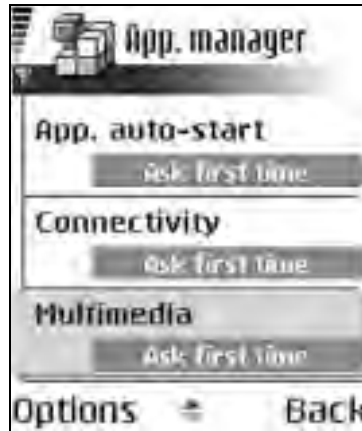 App. manager
App. auto-start
Ask first time
Connectivity
Ask first time
Multimedia
Ask first time
Options Back